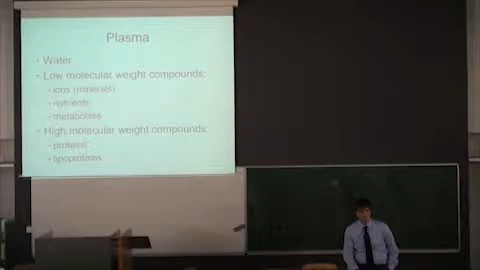 Plasma
• Water
• Low molecular weight compounds:
- ions (minerals)
- nutrients
- metabolites
• High molecular weight compounds:
- proteins
- lipoproteins